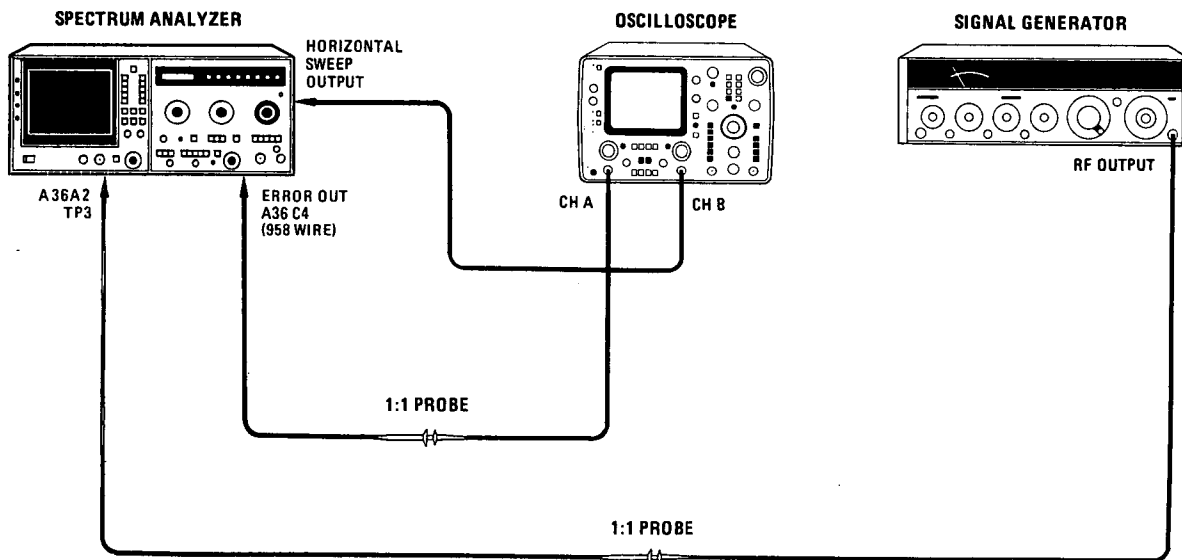 SPECTRUM ANALYZER
OSCILLOSCOPE
SIGNAL GENERATOR
HORIZONTAL
SWEEP
OUTPUT
RF OUTPUT
A36A2
TP3
ERROR OUT
A36 C4
(958 WIRE)
CH A
CH B
1:1 PROBE
1:1 PROBE